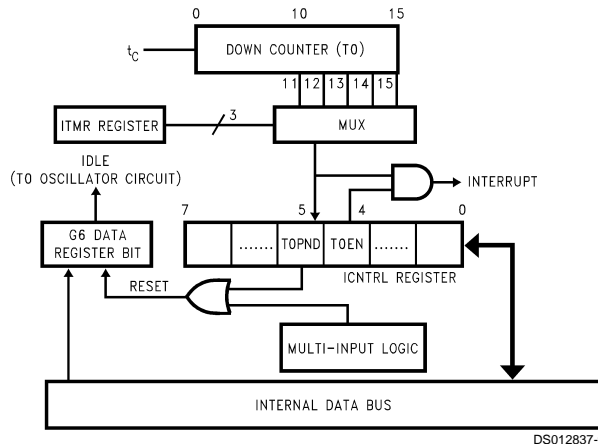 0 10 15
t_C
DOWN COUNTER (T0)
11 12 13 14 15
ITMR REGISTER
3
MUX
IDLE
(TO OSCILLATOR CIRCUIT)
INTERRUPT
7 5 4 0
G6 DATA
REGISTER BIT
....... T0PND T0EN .......
ICNTRL REGISTER
RESET
MULTI-INPUT LOGIC
INTERNAL DATA BUS
DS012837-